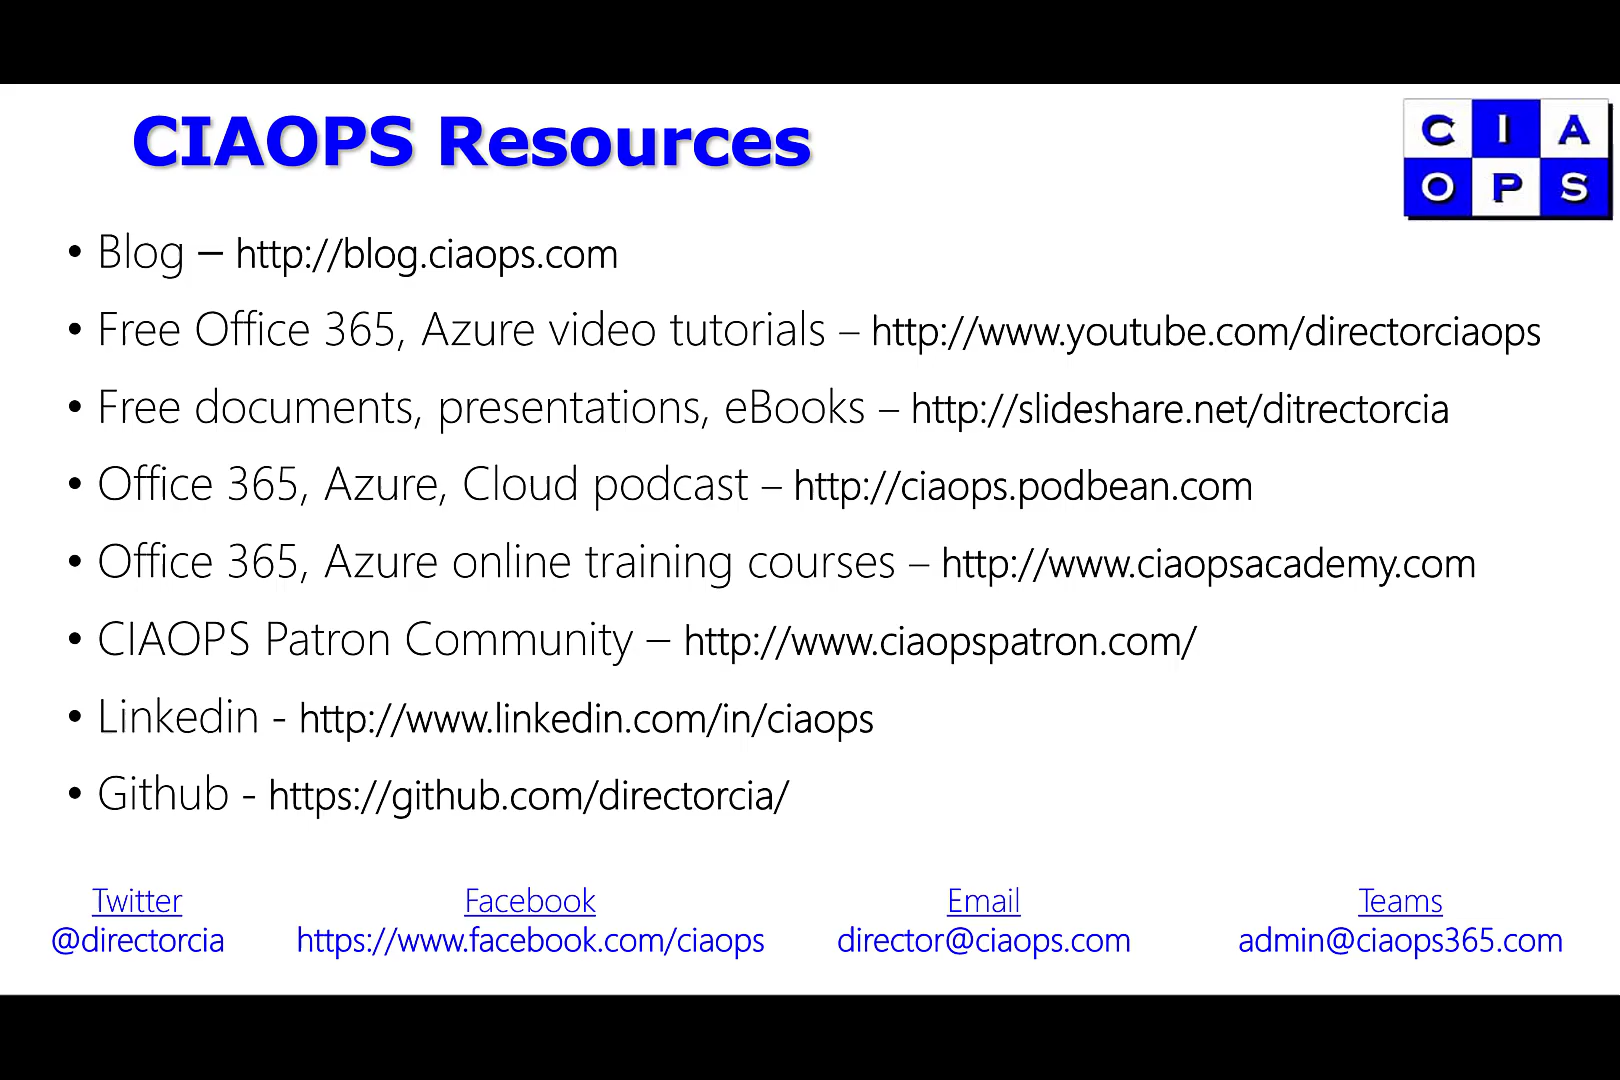 CIAOPS Resources
C I A
O P S
• Blog – http://blog.ciaops.com
• Free Office 365, Azure video tutorials – http://www.youtube.com/directorciaops
• Free documents, presentations, eBooks – http://slideshare.net/ditrectorcia
• Office 365, Azure, Cloud podcast – http://ciaops.podbean.com
• Office 365, Azure online training courses – http://www.ciaopsacademy.com
• CIAOPS Patron Community – http://www.ciaopspatron.com/
• Linkedin - http://www.linkedin.com/in/ciaops
• Github - https://github.com/directorcia/
Twitter Facebook Email Teams
@directorcia https://www.facebook.com/ciaops director@ciaops.com admin@ciaops365.com